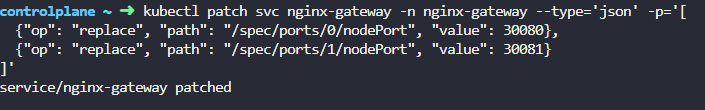 controlplane ~ ➜ kubectl patch svc nginx-gateway -n nginx-gateway --type='json' -p='[
  {"op": "replace", "path": "/spec/ports/0/nodePort", "value": 30080},
  {"op": "replace", "path": "/spec/ports/1/nodePort", "value": 30081}
]'
service/nginx-gateway patched